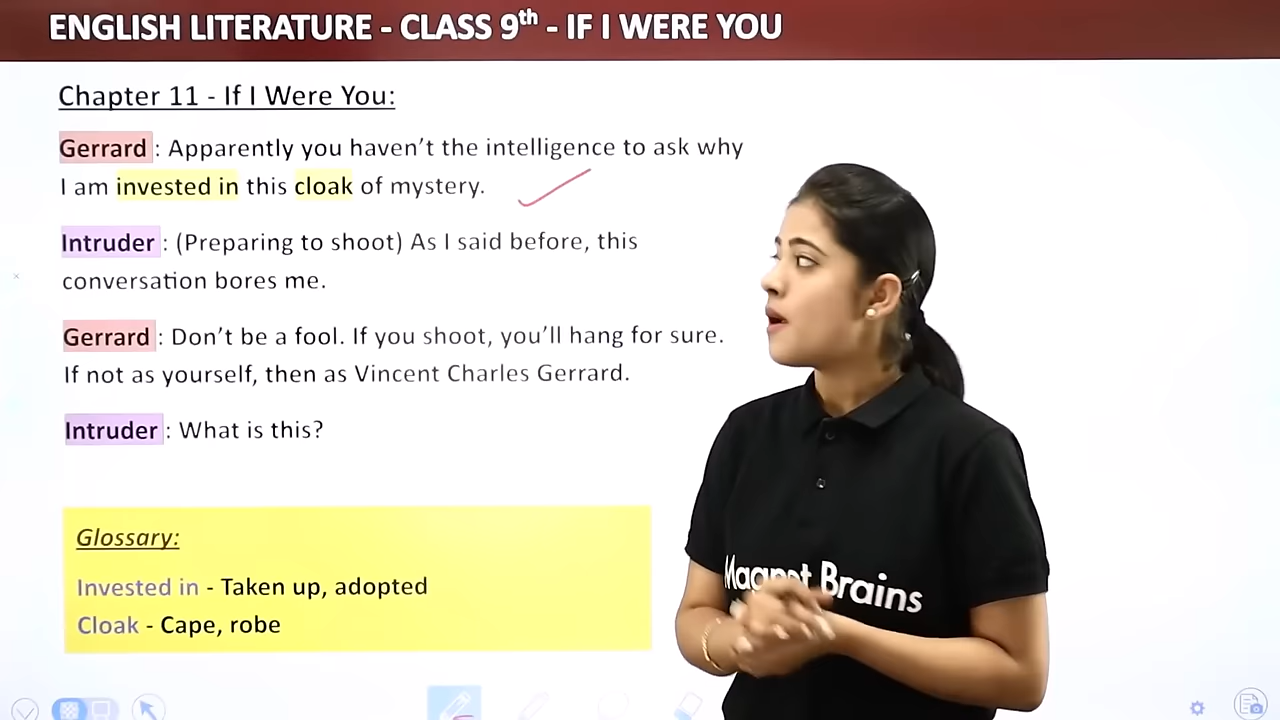 ENGLISH LITERATURE - CLASS 9th - IF I WERE YOU
Chapter 11 - If I Were You:
Gerrard : Apparently you haven't the intelligence to ask why
I am invested in this cloak of mystery.
Intruder : (Preparing to shoot) As I said before, this
conversation bores me.
Gerrard : Don't be a fool. If you shoot, you'll hang for sure.
If not as yourself, then as Vincent Charles Gerrard.
Intruder : What is this?
Glossary:
Invested in - Taken up, adopted
Cloak - Cape, robe
Magnet Brains